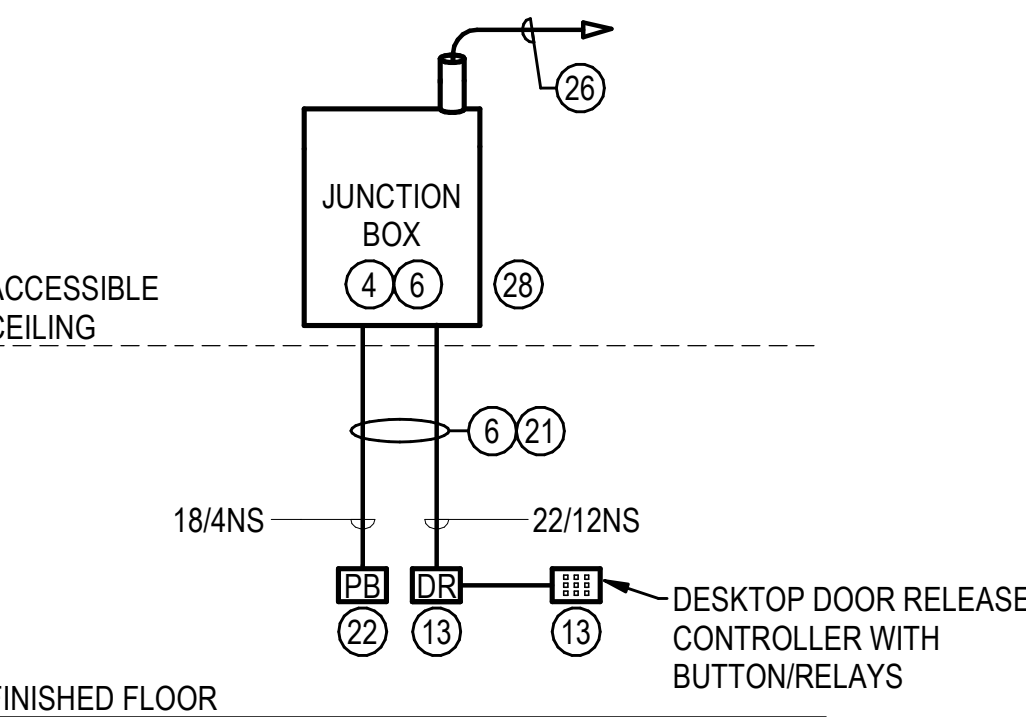 26
JUNCTION
BOX
4 6 28
CEILING
6 21
18/4NS 22/12NS
PB DR
22 13 13
DESKTOP DOOR RELEASE
CONTROLLER WITH
BUTTON/RELAYS
FINISHED FLOOR